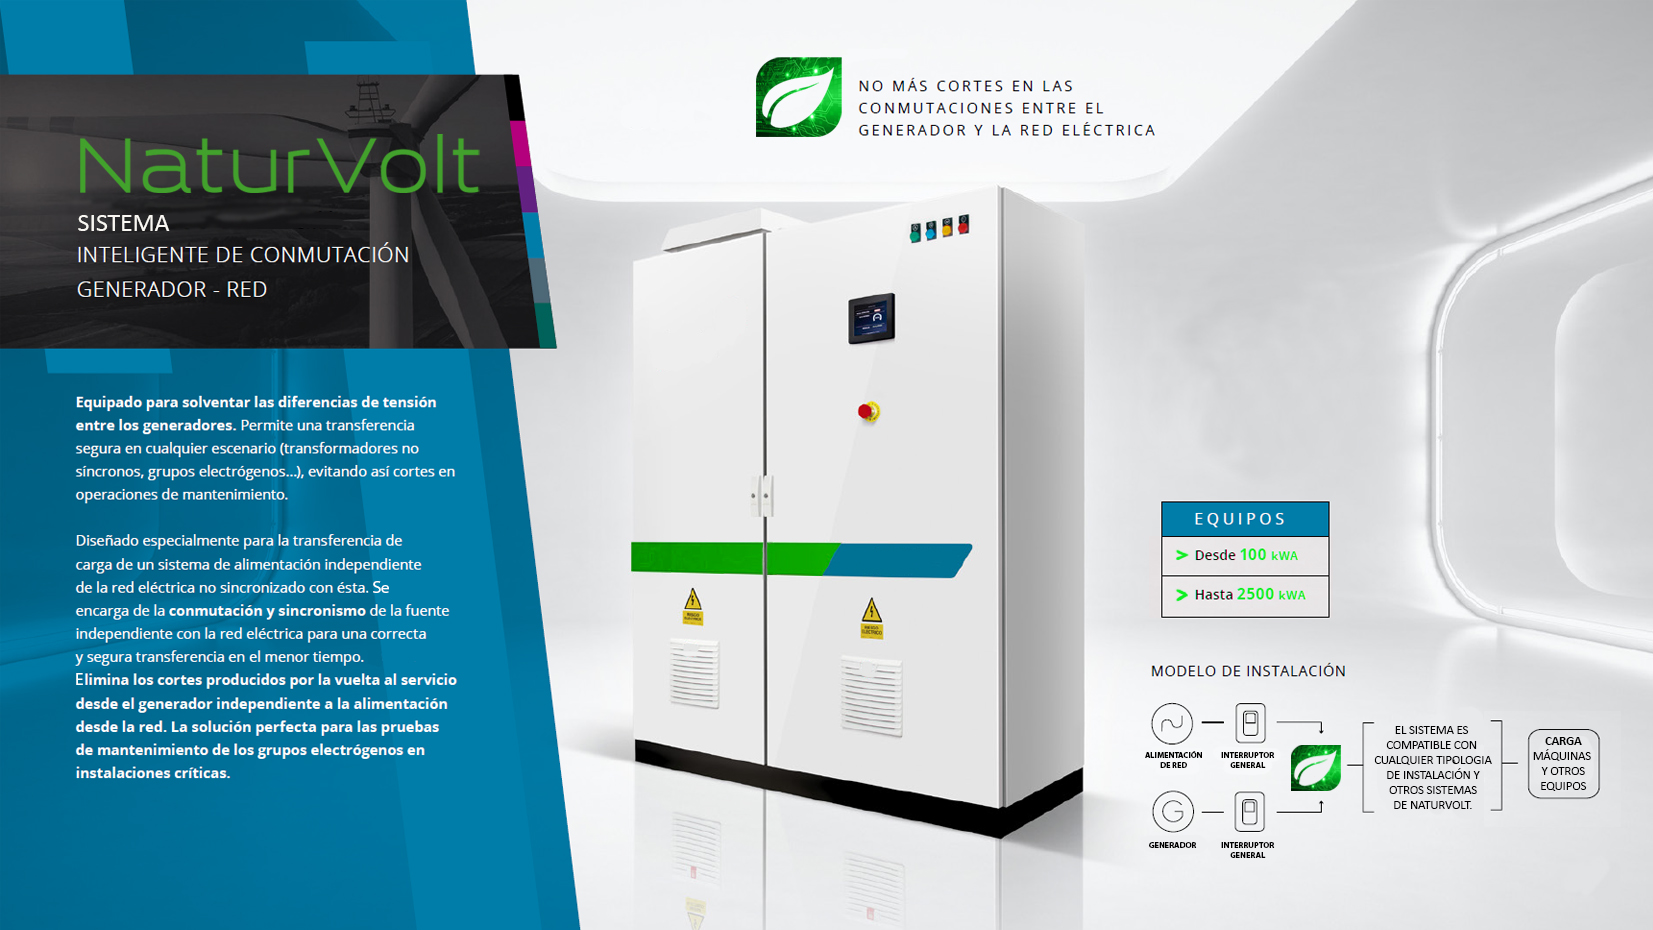 NaturVolt
SISTEMA
INTELIGENTE DE CONMUTACIÓN
GENERADOR - RED
NO MÁS CORTES EN LAS
CONMUTACIONES ENTRE EL
GENERADOR Y LA RED ELÉCTRICA
Equipado para solventar las diferencias de tensión
entre los generadores. Permite una transferencia
segura en cualquier escenario (transformadores no
síncronos, grupos electrógenos...), evitando así cortes en
operaciones de mantenimiento.
Diseñado especialmente para la transferencia de
carga de un sistema de alimentación independiente
de la red eléctrica no sincronizado con ésta. Se
encarga de la conmutación y sincronismo de la fuente
independiente con la red eléctrica para una correcta
y segura transferencia en el menor tiempo.
Elimina los cortes producidos por la vuelta al servicio
desde el generador independiente a la alimentación
desde la red. La solución perfecta para las pruebas
de mantenimiento de los grupos electrógenos en
instalaciones críticas.
RIESGO
ELÉCTRICO
EQUIPOS
> Desde 100 kWA
> Hasta 2500 kWA
MODELO DE INSTALACIÓN
ALIMENTACIÓN
DE RED
INTERRUPTOR
GENERAL
G
GENERADOR
INTERRUPTOR
GENERAL
EL SISTEMA ES
COMPATIBLE CON
CUALQUIER TIPOLOGIA
DE INSTALACIÓN Y
OTROS SISTEMAS
DE NATURVOLT.
CARGA
MÁQUINAS
Y OTROS
EQUIPOS